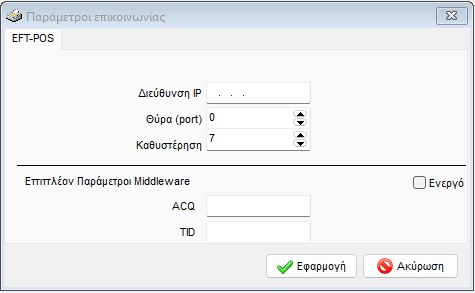 Παράμετροι επικοινωνίας
EFT-POS
Διεύθυνση IP . . .
Θύρα (port) 0
Καθυστέρηση 7
Επιπλέον Παράμετροι Middleware Ενεργό
ACQ
TID
Εφαρμογή Ακύρωση